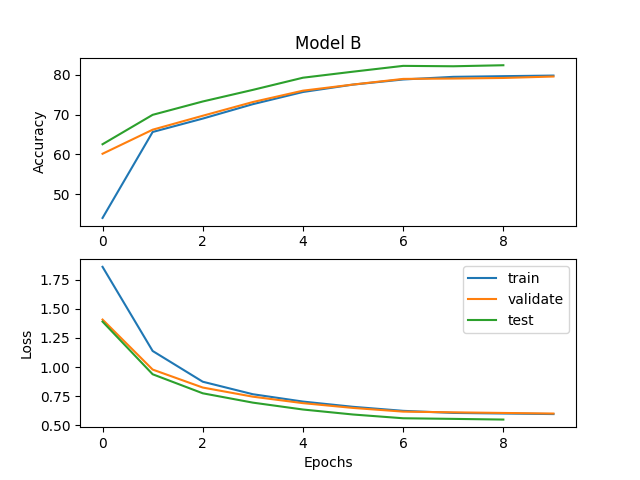 Model B
Accuracy
80
70
60
50
0 2 4 6 8
Loss
1.75
1.50
1.25
1.00
0.75
0.50
train
validate
test
0 2 4 6 8
Epochs